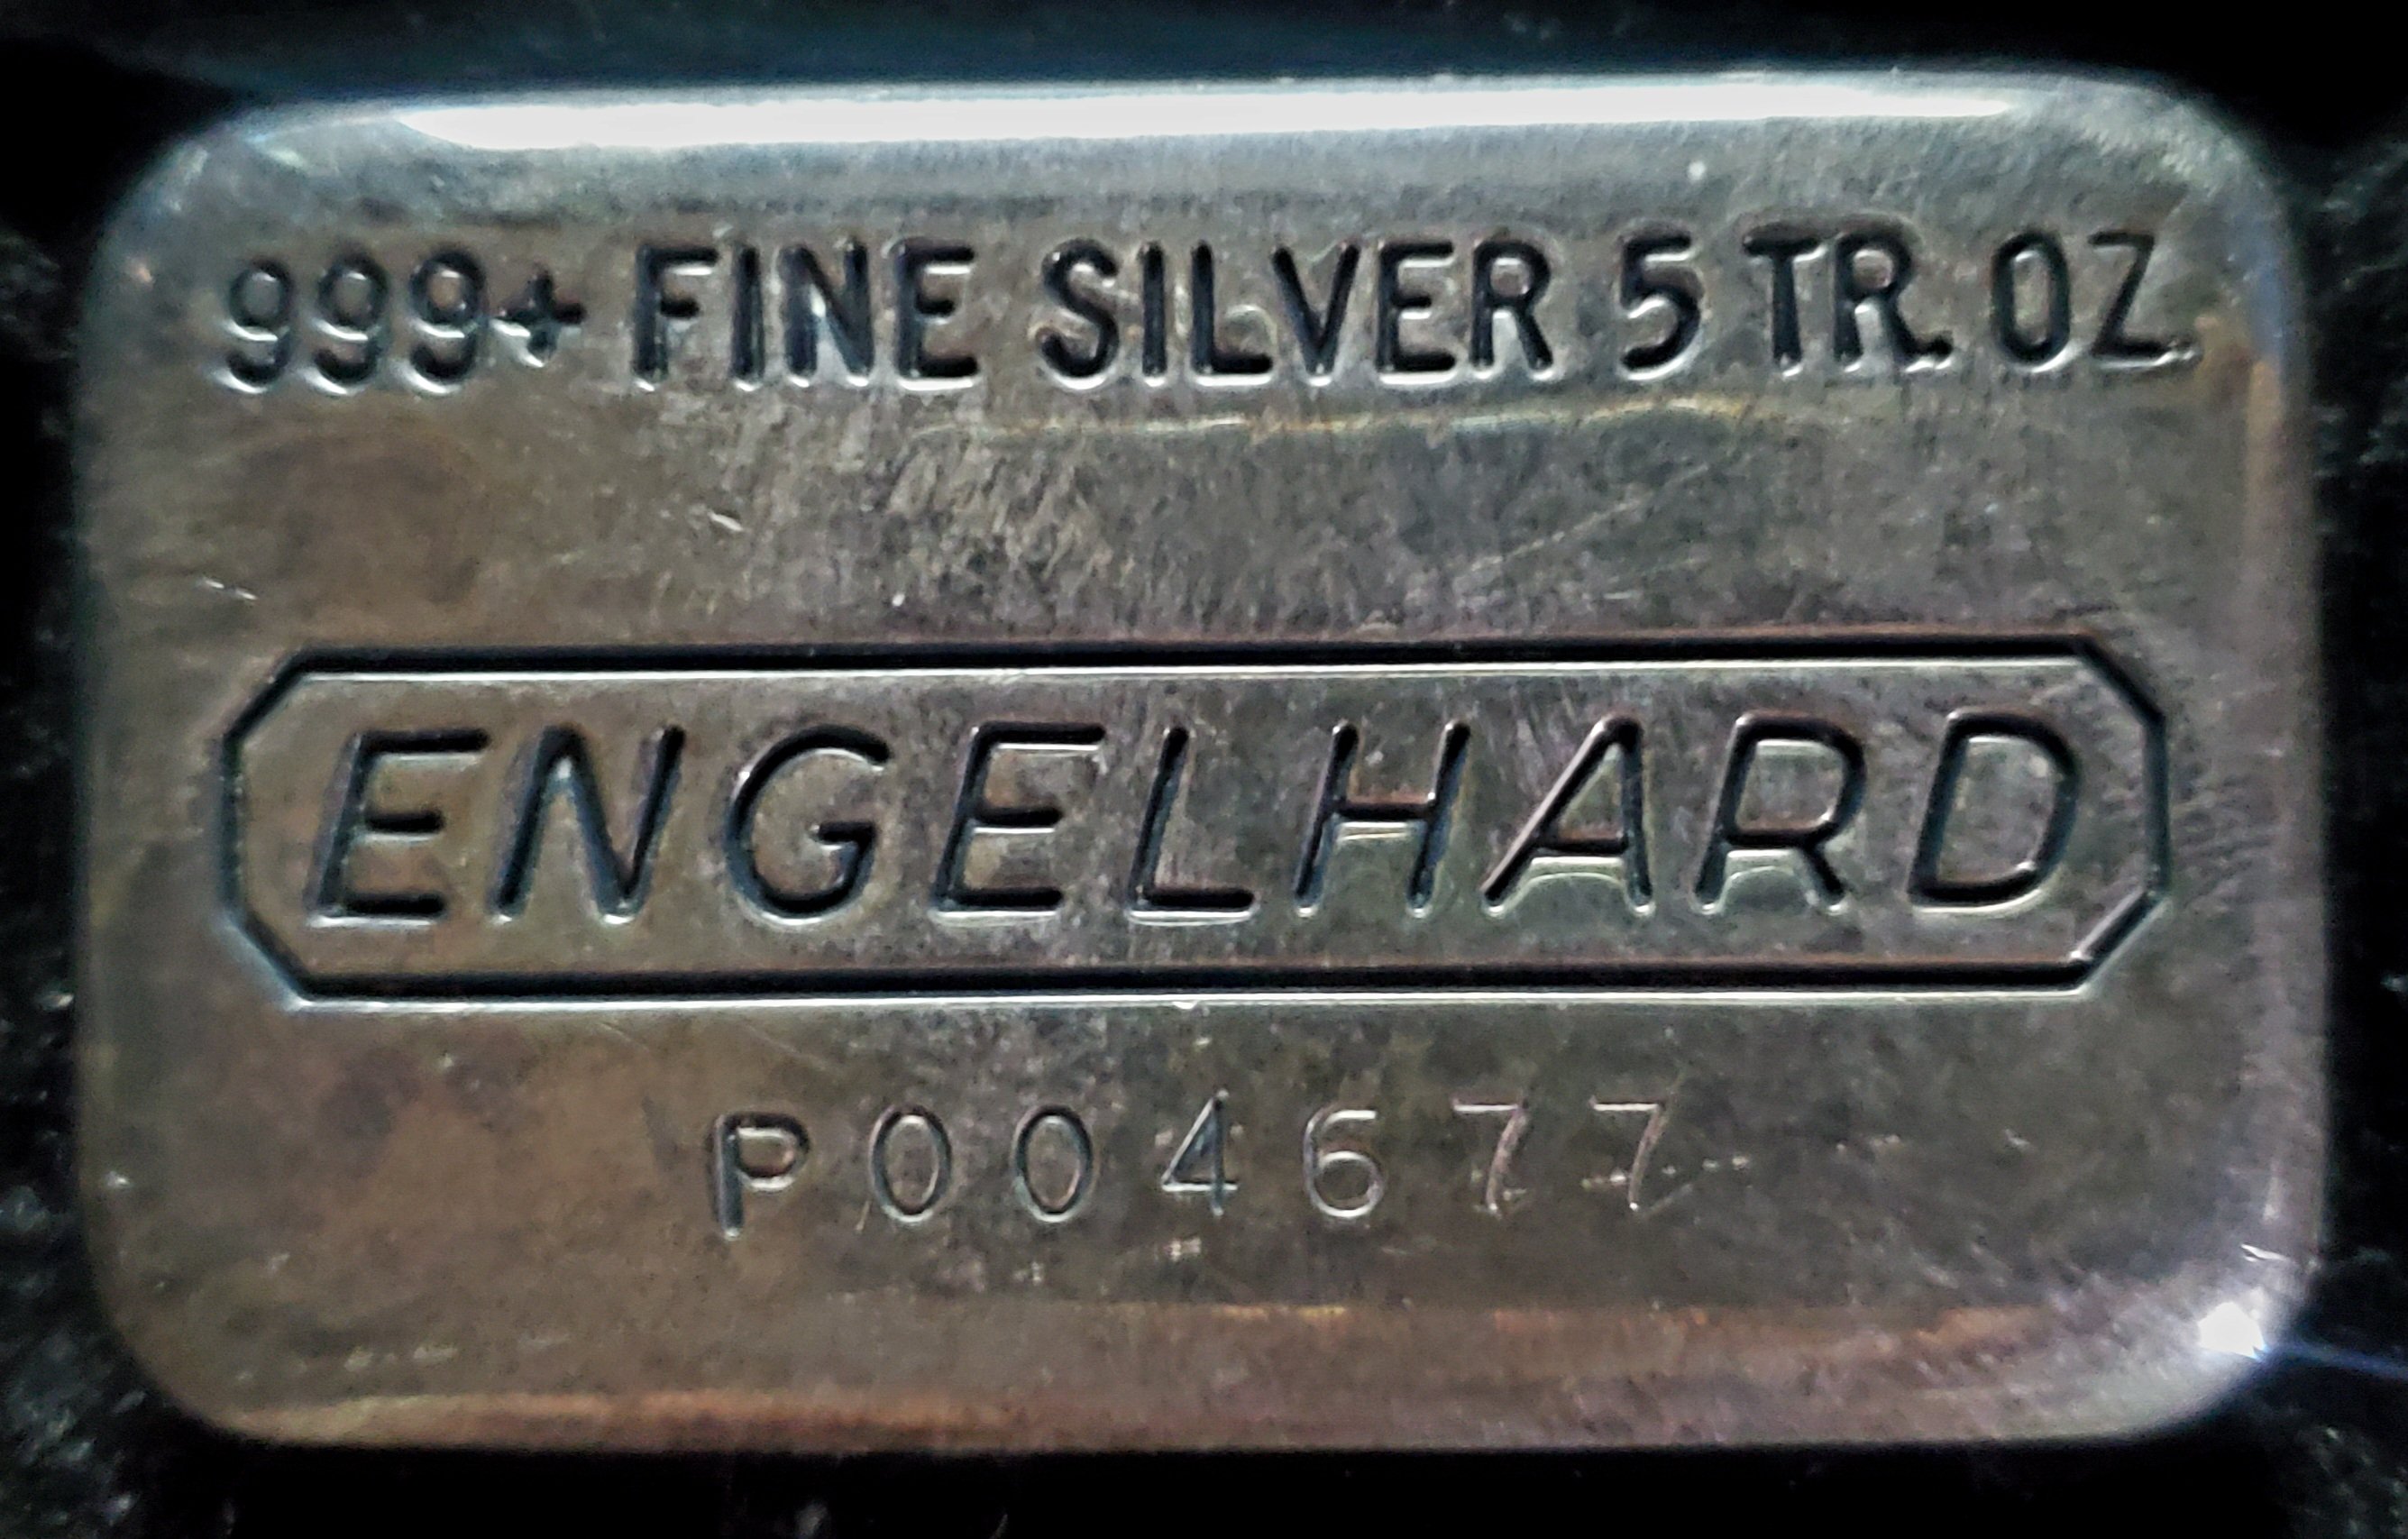 999+ FINE SILVER 5 TR. OZ.
ENGELHARD
P004677